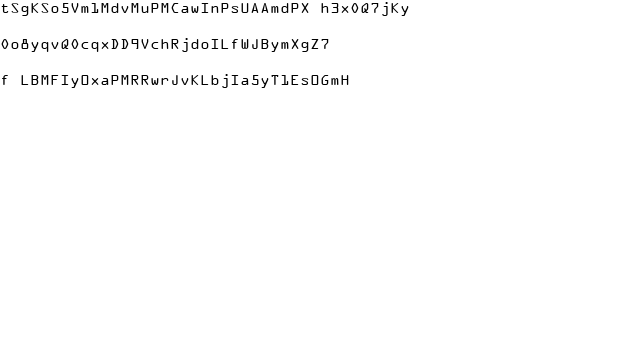 tSgKSo5Vm1MdvMuPMCawInPsUAAmdPX h3x0Q7jKy
0o8yqvQ0cqxDD9VchRjdoILfWJBymXgZ7
f LBMFIyOxaPMRRwrJvKLbjIa5yT1EsOGmH